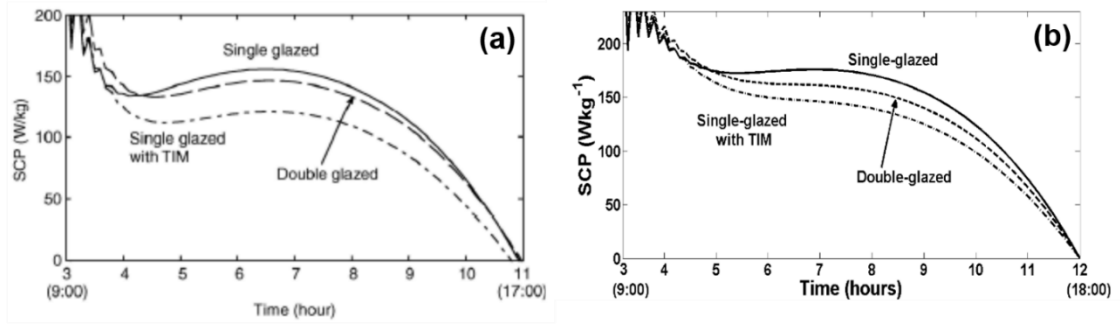 (a)
200
150
100
50
0
SCP (W/kg)
Single glazed
Single glazed
with TIM
Double glazed
3 4 5 6 7 8 9 10 11
(9:00) (17:00)
Time (hour)
(b)
200
150
100
50
0
SCP (Wkg-1)
Single-glazed
Single-glazed
with TIM
Double-glazed
3 4 5 6 7 8 9 10 11 12
(9:00) (18:00)
Time (hours)